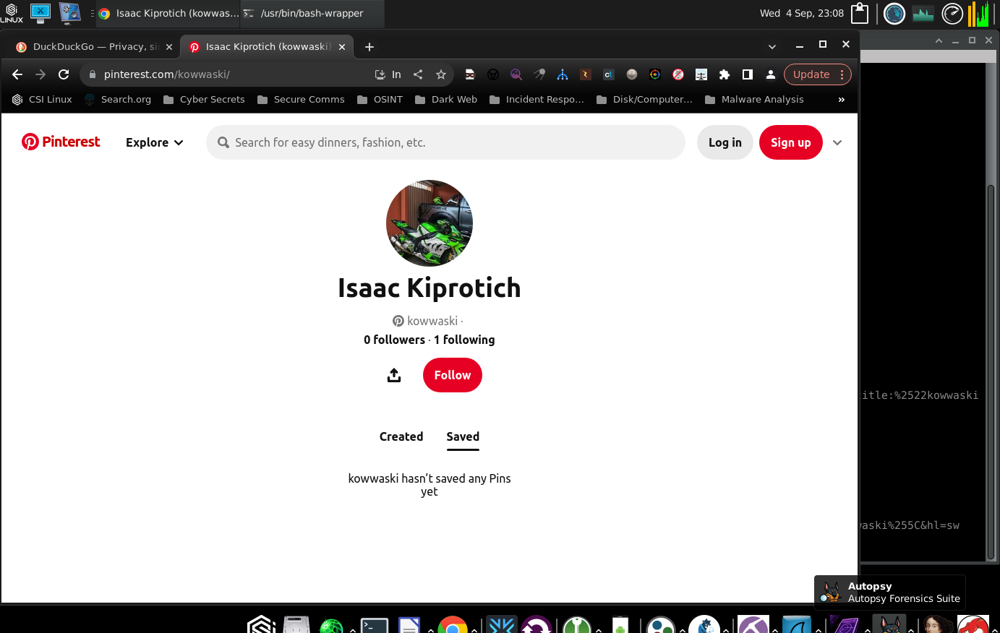 LINUX
Isaac Kiprotich (kowwas...
/usr/bin/bash-wrapper
Wed 4 Sep, 23:08
DuckDuckGo — Privacy, si
Isaac Kiprotich (kowwaski)
pinterest.com/kowwaski/
In
Update
CSI Linux
Search.org
Cyber Secrets
Secure Comms
OSINT
Dark Web
Incident Respo...
Disk/Computer...
Malware Analysis
»
Pinterest
Explore
Search for easy dinners, fashion, etc.
Log in
Sign up
Isaac Kiprotich
kowwaski ·
0 followers · 1 following
Follow
itle:%2522kowwaski
Created
Saved
kowwaski hasn’t saved any Pins
yet
waski%255C&hl=sw
Autopsy
Autopsy Forensics Suite